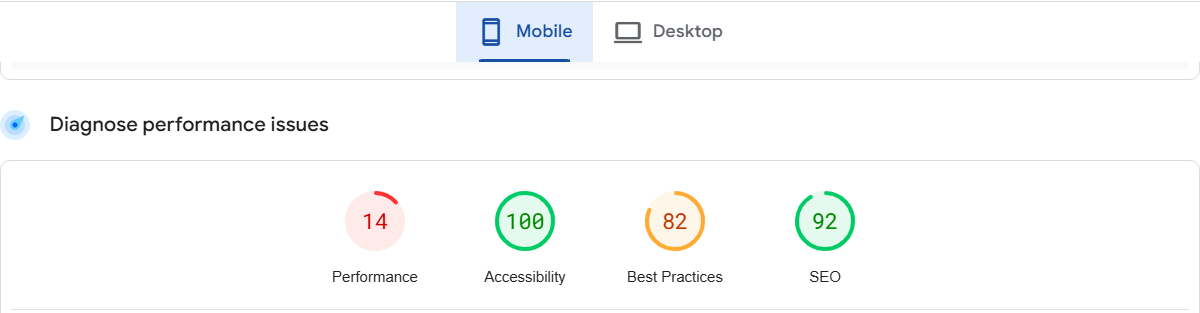 Mobile Desktop
Diagnose performance issues
14 100 82 92
Performance Accessibility Best Practices SEO